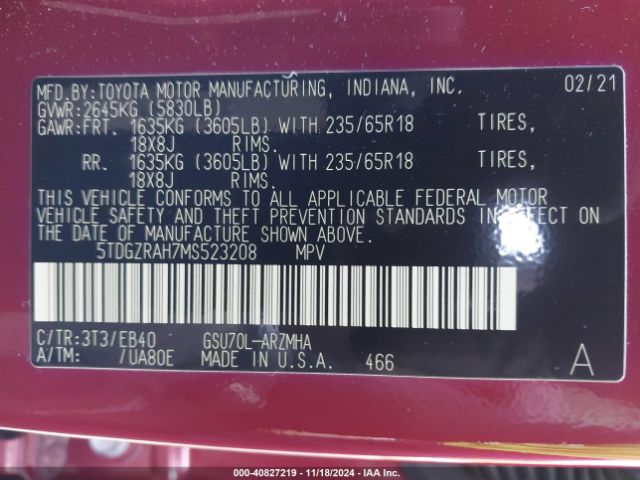 MFD.BY:TOYOTA MOTOR MANUFACTURING, INDIANA, INC. 02/21
GVWR:2645KG (5830LB)
GAWR:FRT. 1635KG (3605LB) WITH 235/65R18 TIRES,
18X8J RIMS.
RR. 1635KG (3605LB) WITH 235/65R18 TIRES,
18X8J RIMS.
THIS VEHICLE CONFORMS TO ALL APPLICABLE FEDERAL MOTOR
VEHICLE SAFETY AND THEFT PREVENTION STANDARDS IN EFFECT ON
THE DATE OF MANUFACTURE SHOWN ABOVE.
5TDGZRAH7MS523208 MPV
C/TR:3T3/EB40 GSU70L-ARZMHA
A/TM: /UA80E MADE IN U.S.A. 466 A
000-40827219 - 11/18/2024 - IAA Inc.